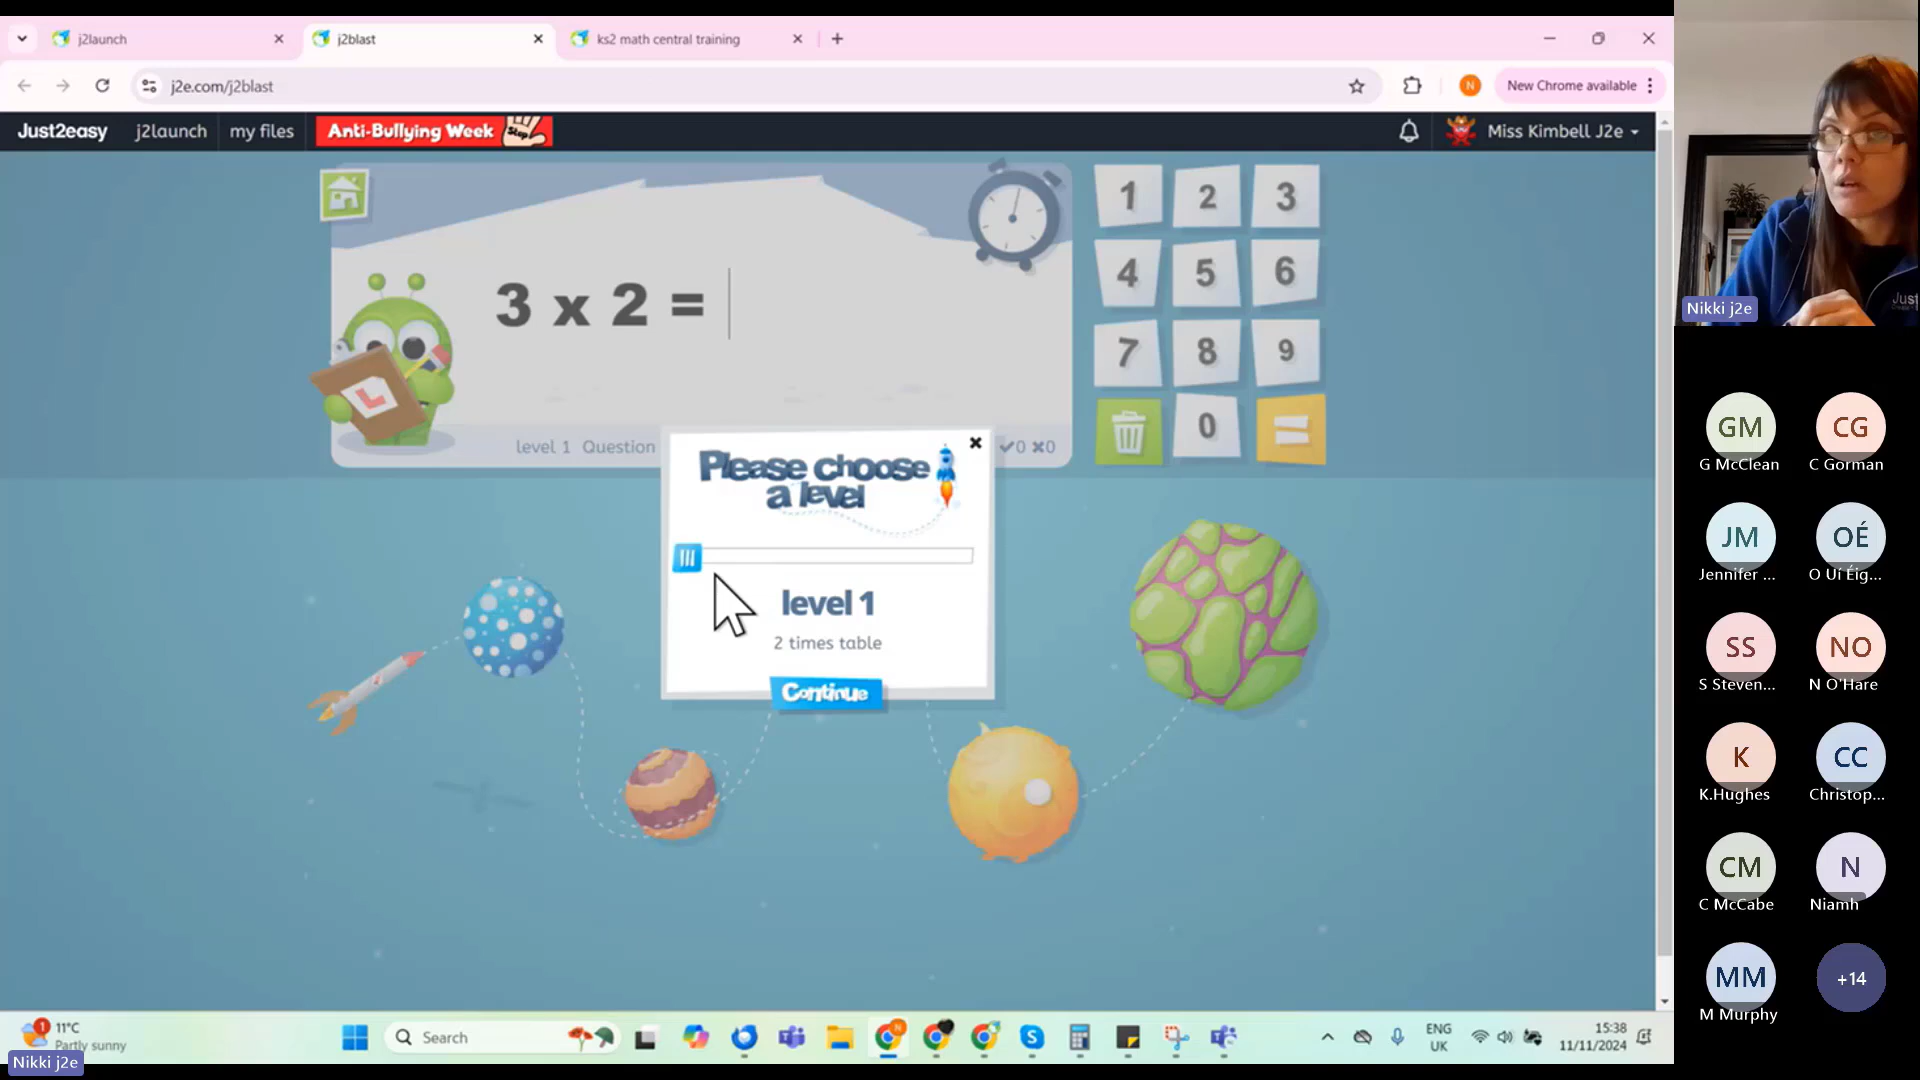 j2launch
j2blast
ks2 math central training
j2e.com/j2blast
N
New Chrome available
Just2easy
j2launch
my files
Anti-Bullying Week
Stop
Miss Kimbell J2e
3 x 2 =
1 2 3
4 5 6
7 8 9
0 =
L
level 1 Question
✓0 ✖0
Please choose
a level
level 1
2 times table
Continue
Just
Nikki j2e
GM
G McClean
CG
C Gorman
JM
Jennifer ...
OÉ
O Uí Éig...
SS
S Steven...
NO
N O'Hare
K
K.Hughes
CC
Christop...
CM
C McCabe
N
Niamh
MM
M Murphy
+14
1
11°C
Partly sunny
Search
ENG
UK
15:38
11/11/2024
Nikki j2e